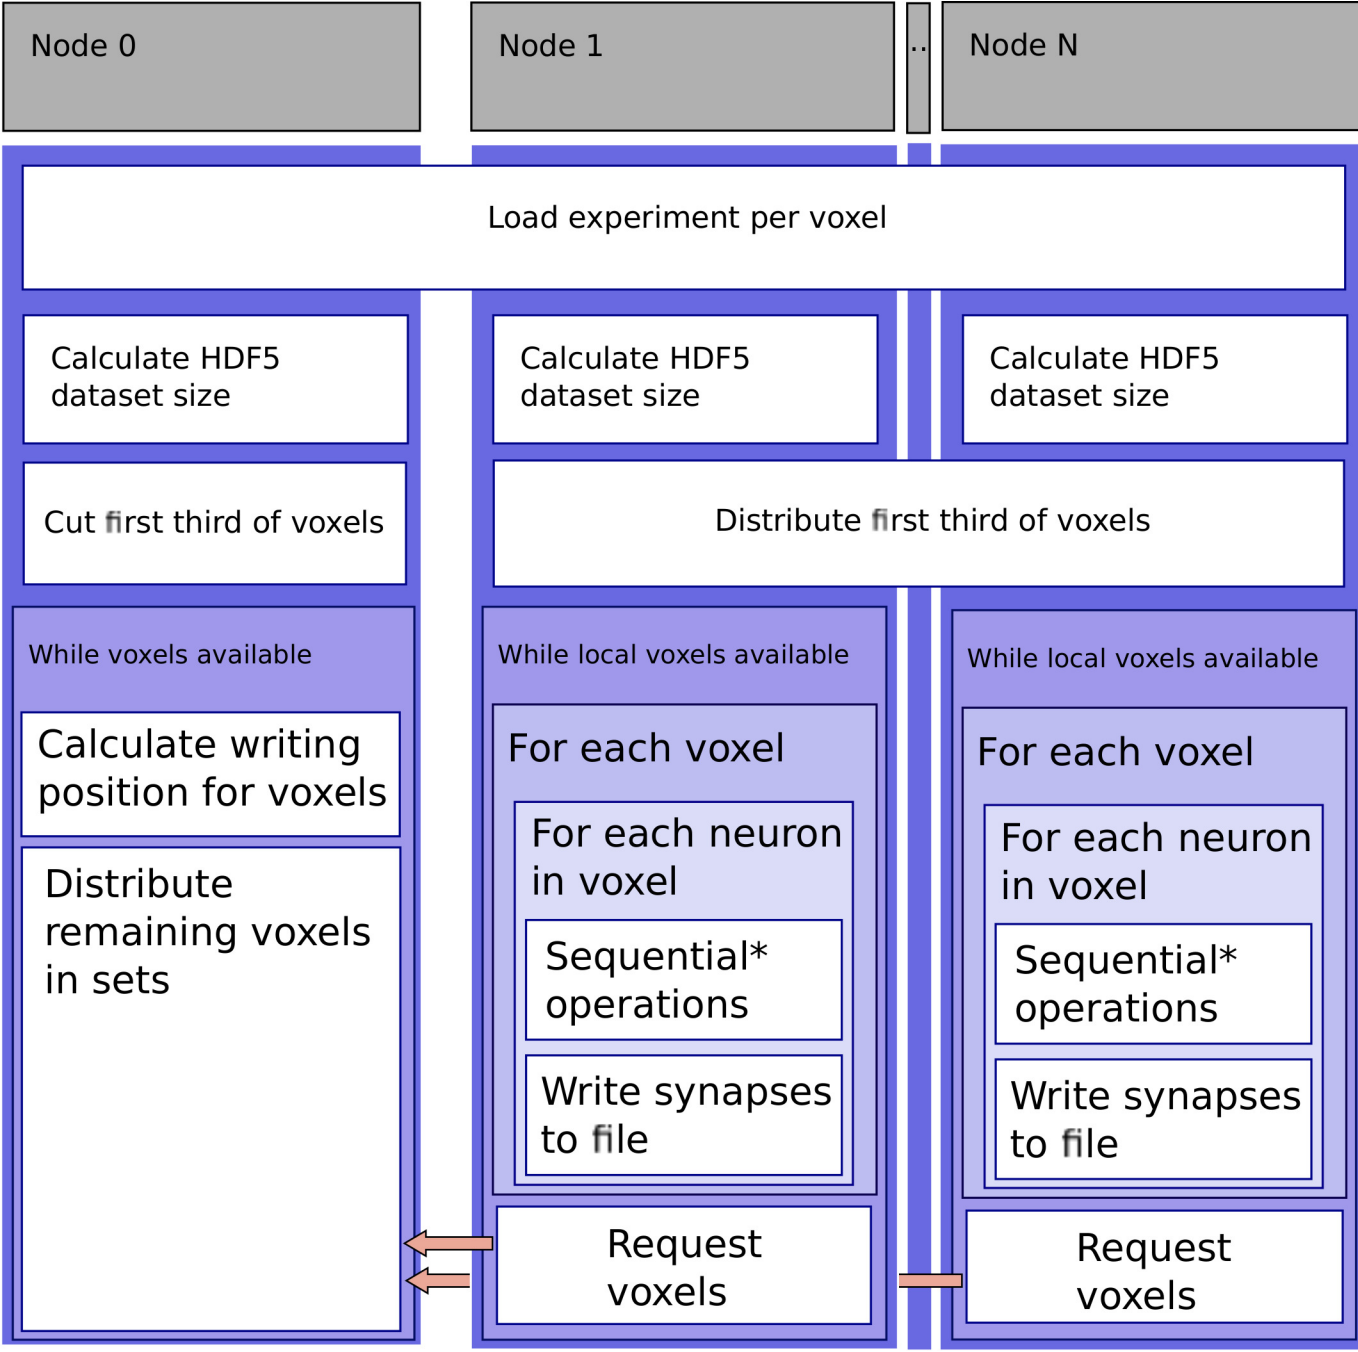 Node 0
Node 1
..
Node N
Load experiment per voxel
Calculate HDF5
dataset size
Calculate HDF5
dataset size
Calculate HDF5
dataset size
Cut first third of voxels
Distribute first third of voxels
While voxels available
Calculate writing
position for voxels
Distribute
remaining voxels
in sets
While local voxels available
For each voxel
For each neuron
in voxel
Sequential*
operations
Write synapses
to file
Request
voxels
While local voxels available
For each voxel
For each neuron
in voxel
Sequential*
operations
Write synapses
to file
Request
voxels